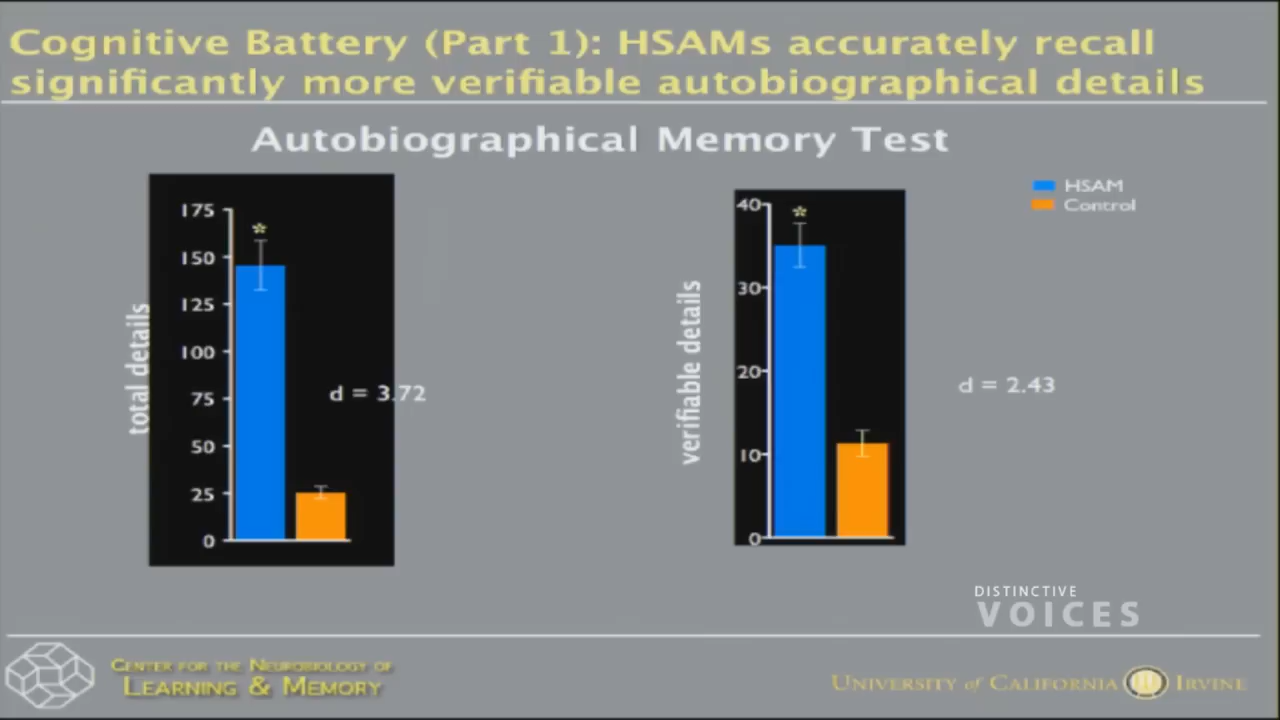 Cognitive Battery (Part 1): HSAMs accurately recall
significantly more verifiable autobiographical details
Autobiographical Memory Test
total details
175
150
125
100
75
50
25
0
*
d = 3.72
verifiable details
40
30
20
10
0
*
d = 2.43
HSAM
Control
DISTINCTIVE
VOICES
CENTER FOR THE NEUROBIOLOGY OF
LEARNING & MEMORY
UNIVERSITY of CALIFORNIA IRVINE